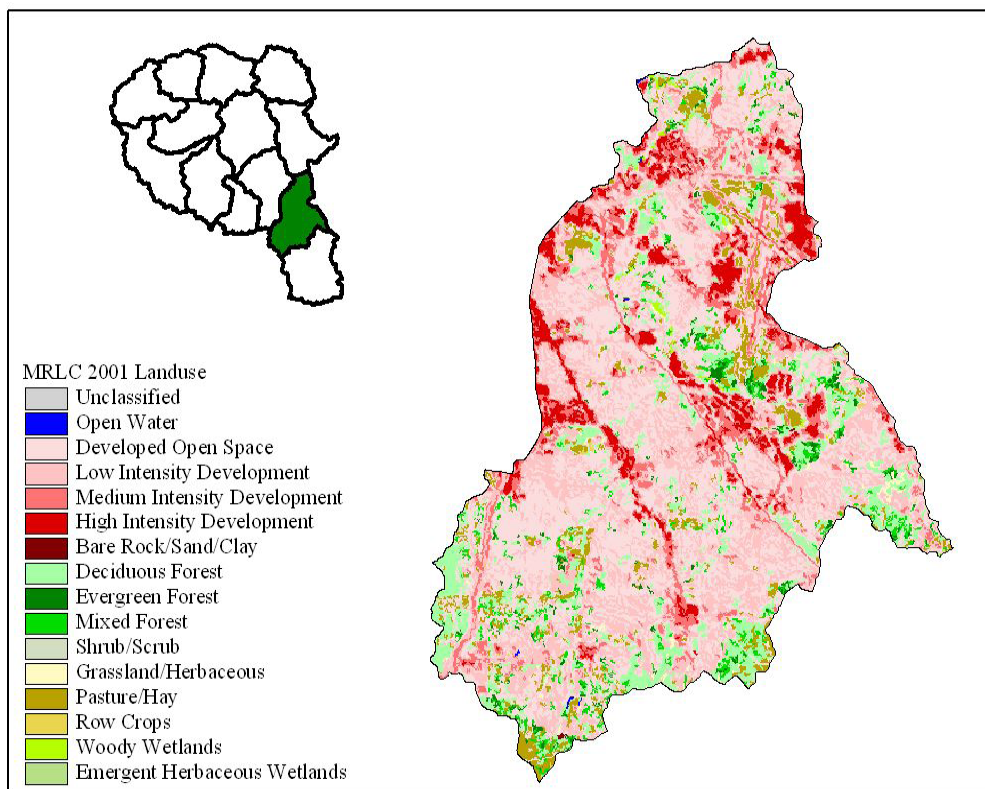 MRLC 2001 Landuse
Unclassified
Open Water
Developed Open Space
Low Intensity Development
Medium Intensity Development
High Intensity Development
Bare Rock/Sand/Clay
Deciduous Forest
Evergreen Forest
Mixed Forest
Shrub/Scrub
Grassland/Herbaceous
Pasture/Hay
Row Crops
Woody Wetlands
Emergent Herbaceous Wetlands